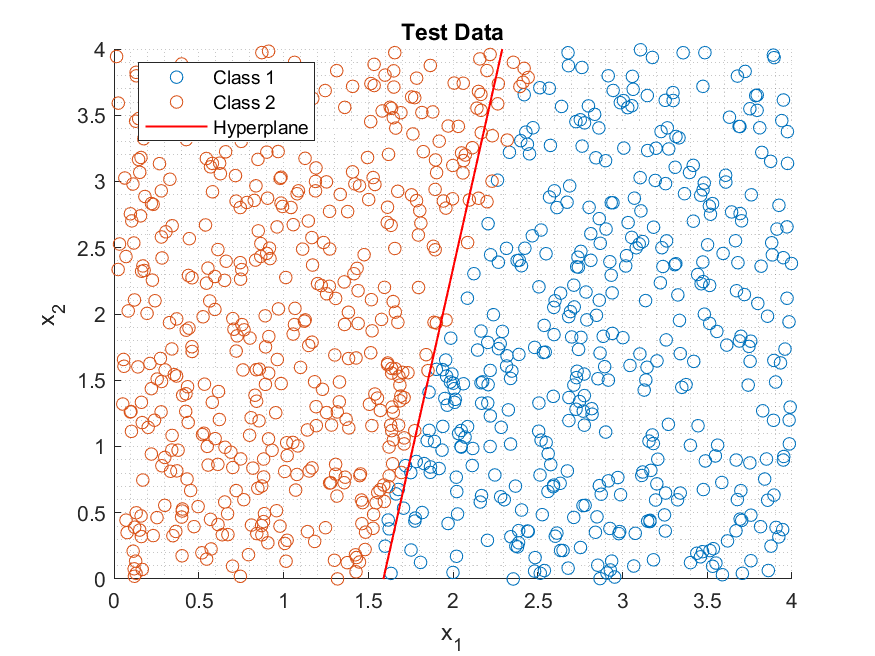 Test Data
Class 1
Class 2
Hyperplane
4
3.5
3
2.5
2
1.5
1
0.5
0
x₂
0 0.5 1 1.5 2 2.5 3 3.5 4
x₁